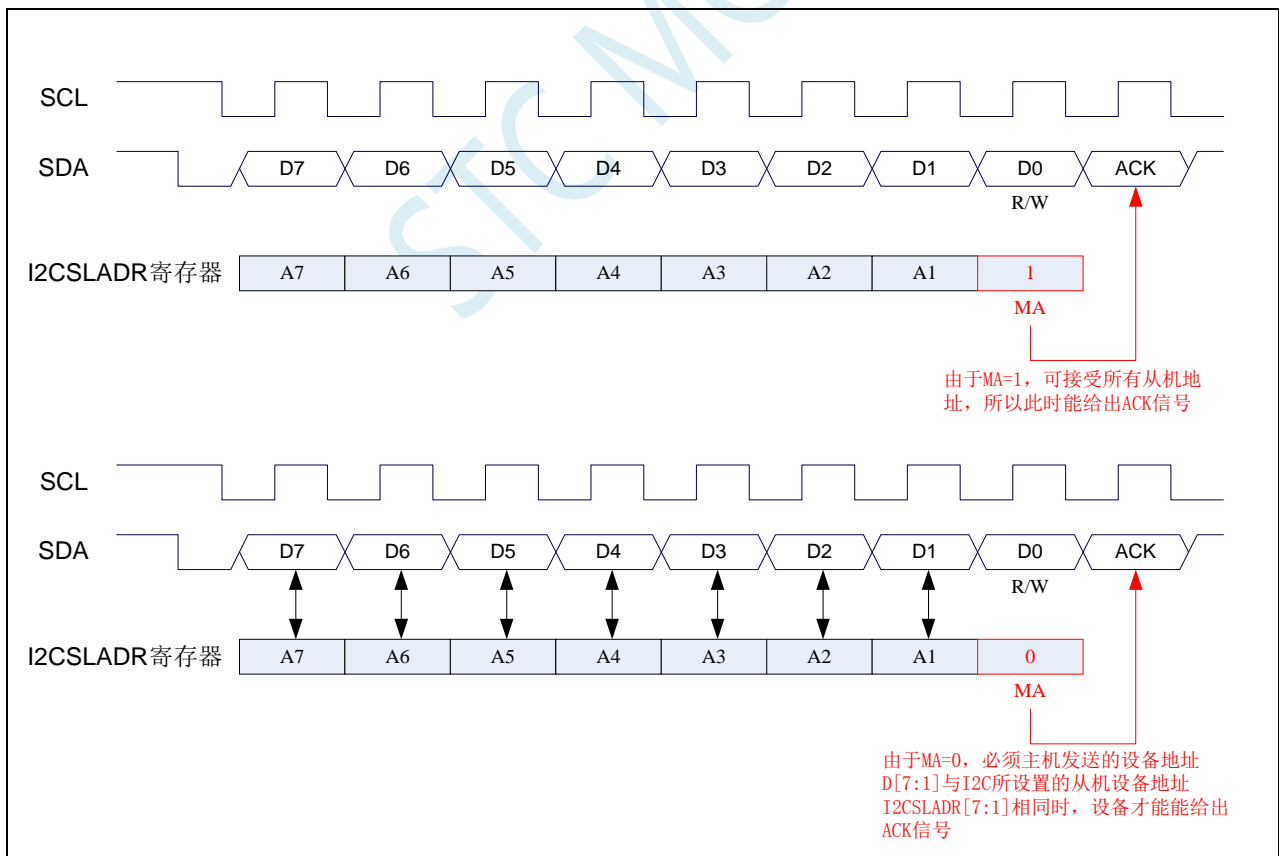 STC MC
SCL
SDA D7 D6 D5 D4 D3 D2 D1 D0 ACK
R/W
I2CSLADR寄存器 A7 A6 A5 A4 A3 A2 A1 1
MA
由于MA=1，可接受所有从机地
址，所以此时能给出ACK信号
SCL
SDA D7 D6 D5 D4 D3 D2 D1 D0 ACK
R/W
I2CSLADR寄存器 A7 A6 A5 A4 A3 A2 A1 0
MA
由于MA=0，必须主机发送的设备地址
D[7:1]与I2C所设置的从机设备地址
I2CSLADR[7:1]相同时，设备才能能给出
ACK信号